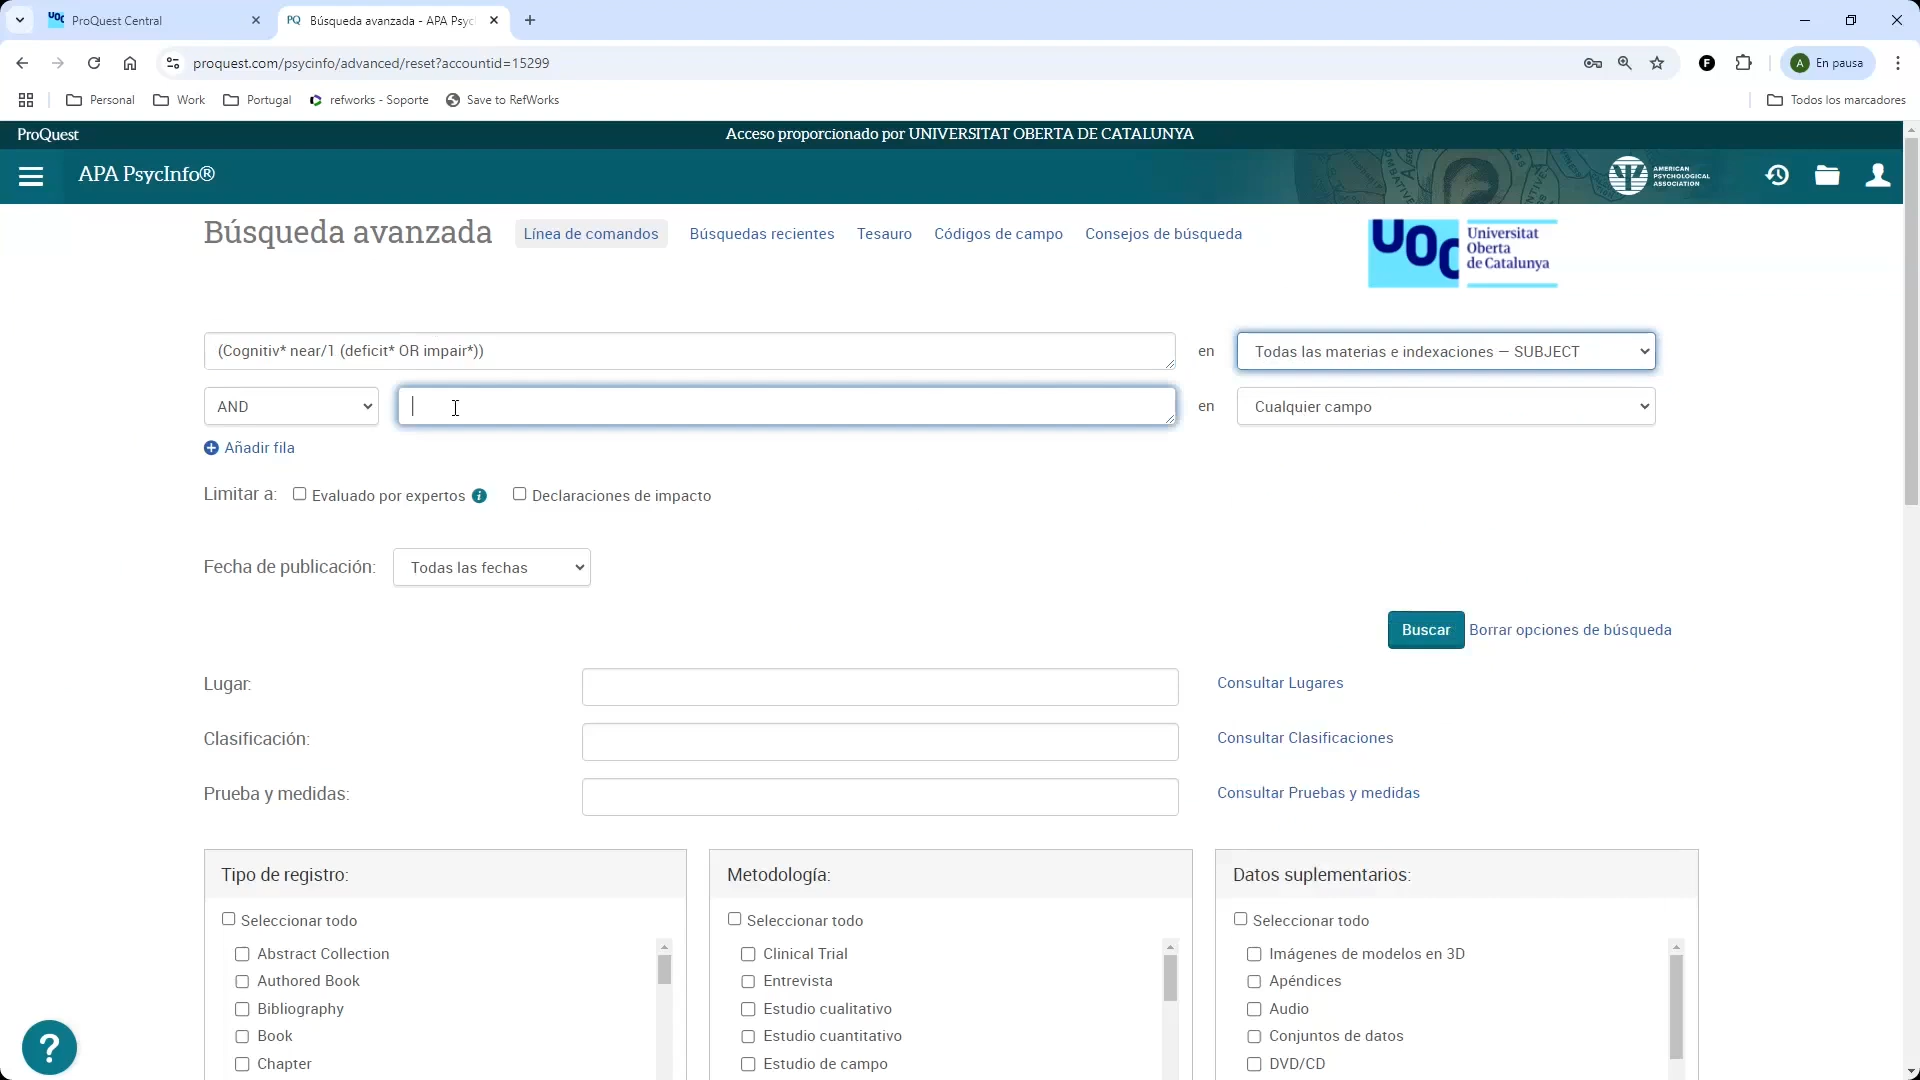 ProQuest Central
PQ Búsqueda avanzada - APA Psyc
proquest.com/psycinfo/advanced/reset?accountid=15299
F
A En pausa
Personal Work Portugal refworks - Soporte Save to RefWorks Todos los marcadores
ProQuest Acceso proporcionado por UNIVERSITAT OBERTA DE CATALUNYA
APA PsycInfo®
AMERICAN
PSYCHOLOGICAL
ASSOCIATION
Búsqueda avanzada Línea de comandos Búsquedas recientes Tesauro Códigos de campo Consejos de búsqueda
UOC
Universitat
Oberta
de Catalunya
(Cognitiv* near/1 (deficit* OR impair*)) en Todas las materias e indexaciones — SUBJECT
AND en Cualquier campo
Añadir fila
Limitar a: Evaluado por expertos i Declaraciones de impacto
Fecha de publicación: Todas las fechas
Buscar Borrar opciones de búsqueda
Lugar: Consultar Lugares
Clasificación: Consultar Clasificaciones
Prueba y medidas: Consultar Pruebas y medidas
Tipo de registro:
Seleccionar todo
Abstract Collection
Authored Book
Bibliography
Book
Chapter
Metodología:
Seleccionar todo
Clinical Trial
Entrevista
Estudio cualitativo
Estudio cuantitativo
Estudio de campo
Datos suplementarios:
Seleccionar todo
Imágenes de modelos en 3D
Apéndices
Audio
Conjuntos de datos
DVD/CD
?